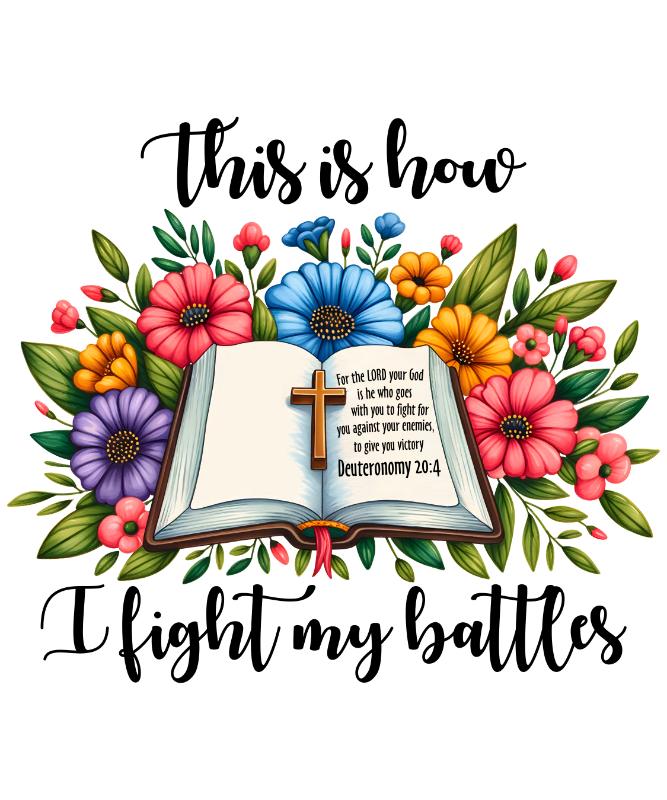 This is how
For the LORD your God
is he who goes
with you to fight for
you against your enemies,
to give you victory
Deuteronomy 20:4
I fight my battles